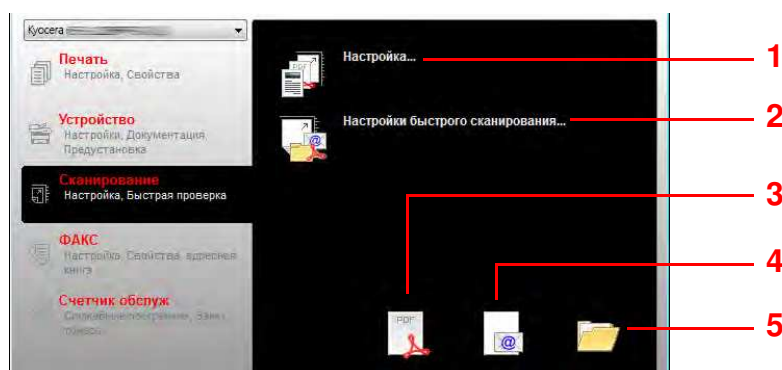 Kyocera
Печать
Настройка, Свойства
Устройство
Настройки, Документация
Предустановка
Сканирование
Настройка, Быстрая проверка
ФАКС
Настройка, Свойства, адресная
книга
Счетчик обслуж
Настройка...
Настройки быстрого сканирования...
PDF
PDF
@
@
1
2
3
4
5